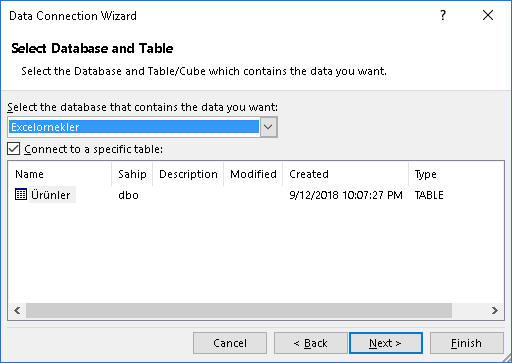 Data Connection Wizard ? ×
Select Database and Table
Select the Database and Table/Cube which contains the data you want.
Select the database that contains the data you want:
Excelornekler
Connect to a specific table:
Name Sahip Description Modified Created Type
Ürünler dbo 9/12/2018 10:07:27 PM TABLE
Cancel < Back Next > Finish